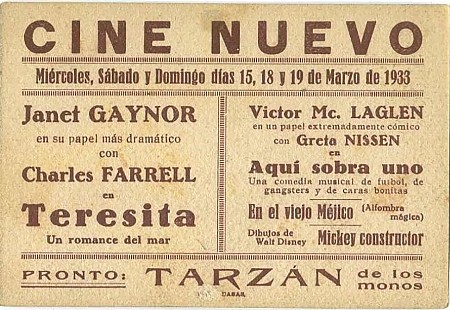 CINE NUEVO
Miércoles, Sábado y Domingo días 15, 18 y 19 de Marzo de 1933
Janet GAYNOR
en su papel más dramático
con
Charles FARRELL
en
Teresita
Un romance del mar
Victor Mc. LAGLEN
en un papel extremadamente cómico
con Greta NISSEN
en
Aquí sobra uno
Una comedia musical de futbol, de
gangsters y de caras bonitas
En el viejo Méjico (Alfombra
mágica)
Dibujos de
Walt Disney Mickey constructor
PRONTO: TARZÁN de los
monos